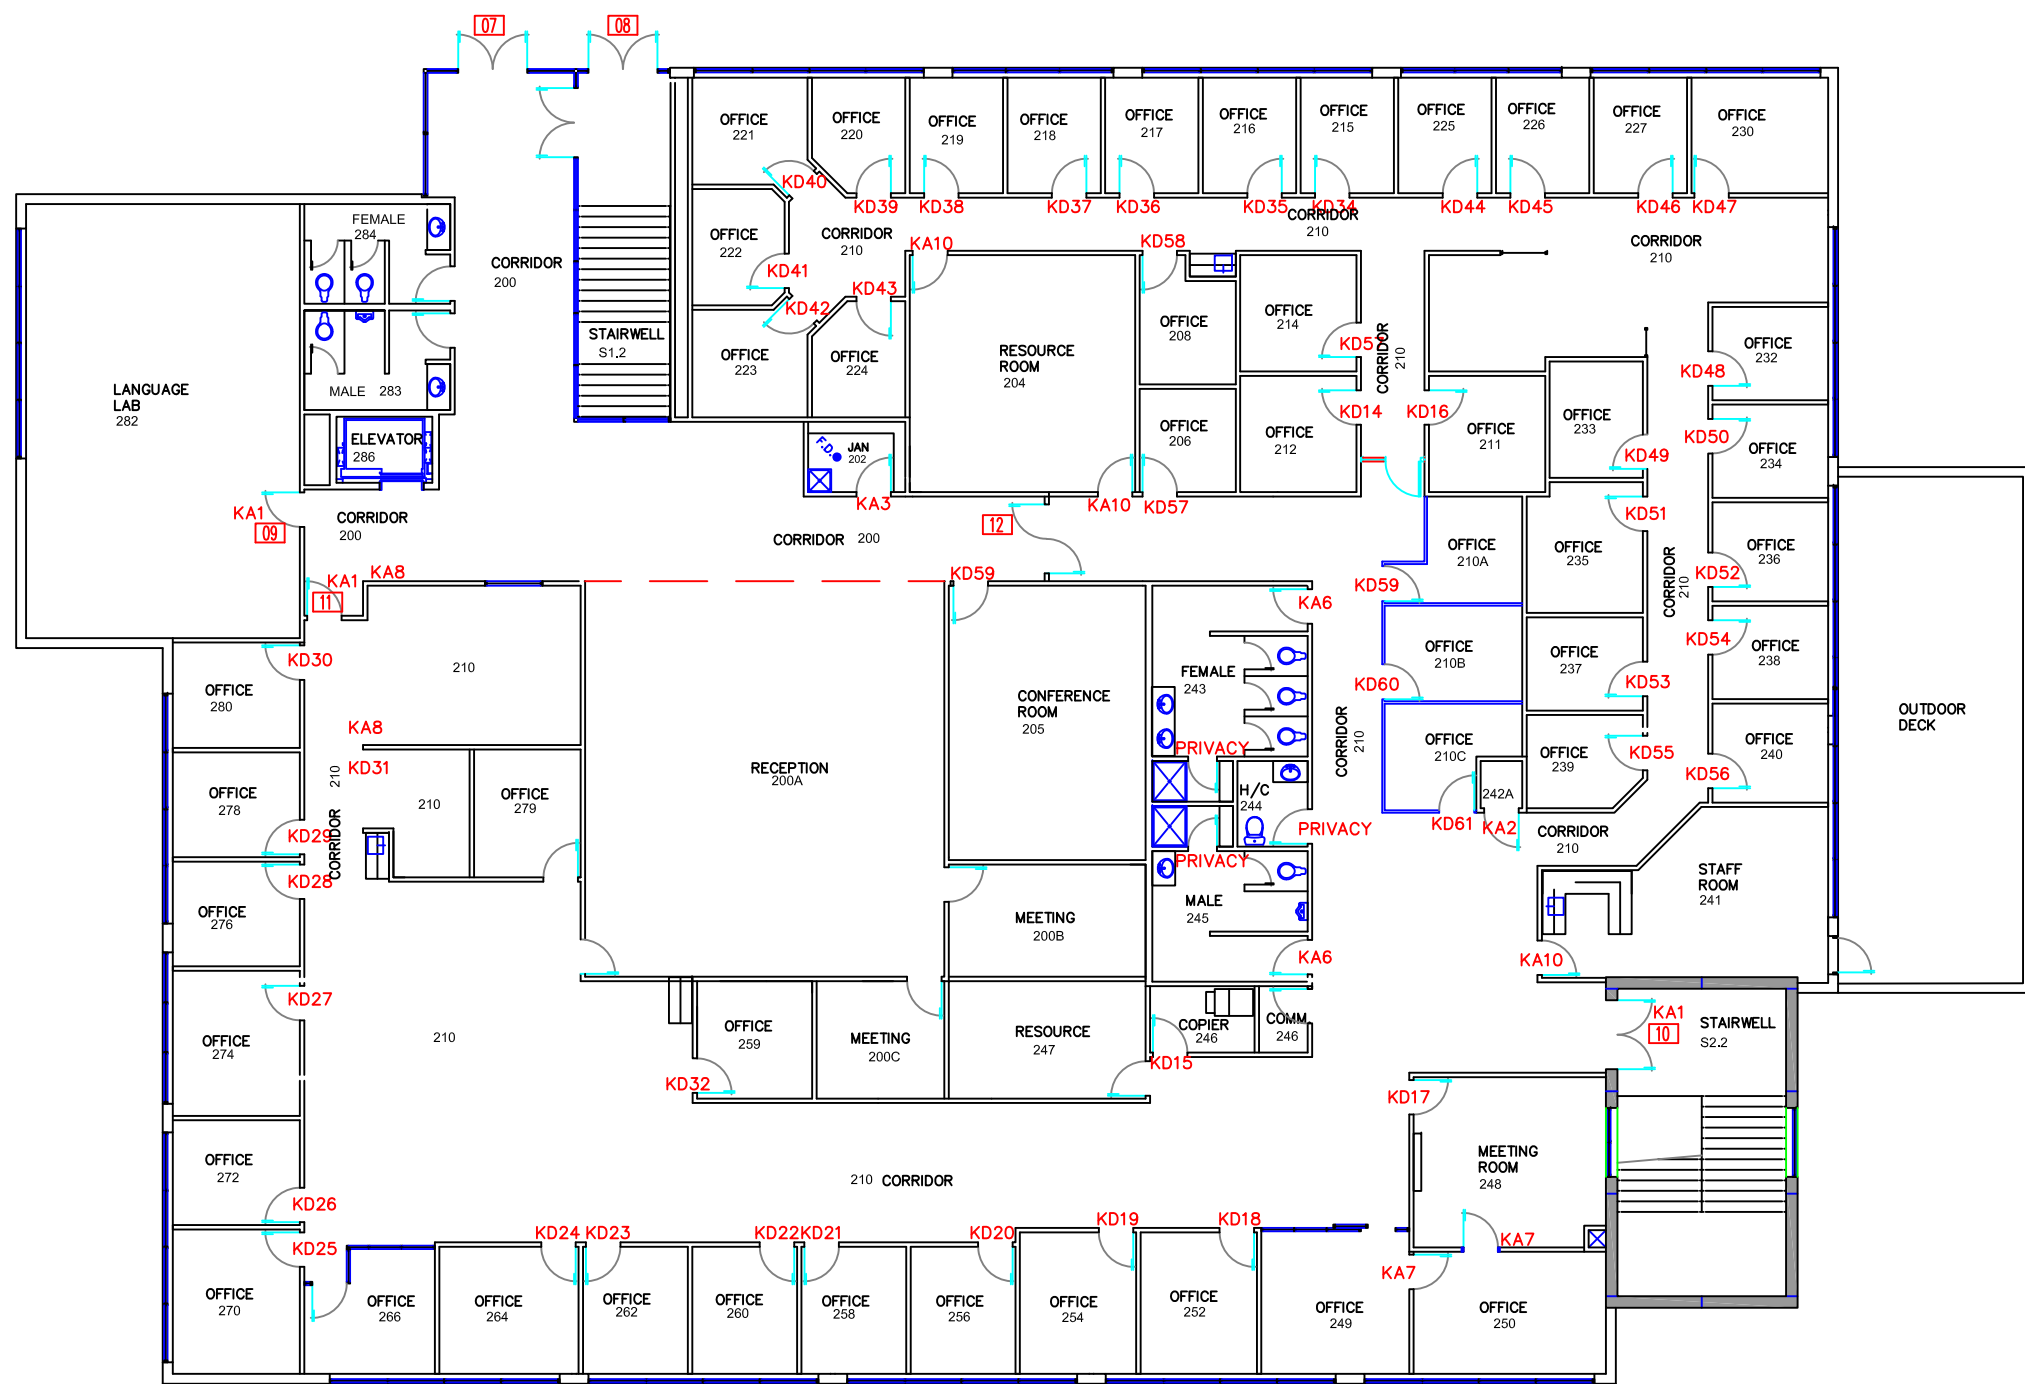 07
08
OFFICE
221
OFFICE
220
OFFICE
219
OFFICE
218
OFFICE
217
OFFICE
216
OFFICE
215
OFFICE
225
OFFICE
226
OFFICE
227
OFFICE
230
KD40
KD39
KD38
KD37
KD36
KD35
KD34
KD44
KD45
KD46
KD47
FEMALE
284
CORRIDOR
200
OFFICE
222
CORRIDOR
210
KA10
KD58
CORRIDOR
210
CORRIDOR
210
KD41
KD43
KD42
STAIRWELL
S1.2
OFFICE
223
OFFICE
224
RESOURCE
ROOM
204
OFFICE
208
OFFICE
214
CORRIDOR
210
OFFICE
232
KD48
LANGUAGE
LAB
282
MALE 283
ELEVATOR
286
F.D.
JAN
202
OFFICE
206
OFFICE
212
KD14
KD16
OFFICE
211
OFFICE
233
KD49
KD50
OFFICE
234
KA1
09
CORRIDOR
200
KA3
KA10
KD57
12
CORRIDOR 200
KD51
OFFICE
210A
OFFICE
235
OFFICE
236
KD52
CORRIDOR
210
KA1
11
KA8
KD59
KA6
KD59
KD30
OFFICE
280
210
FEMALE
243
OFFICE
210B
OFFICE
237
KD54
OFFICE
238
KD60
KD53
CONFERENCE
ROOM
205
OUTDOOR
DECK
KA8
KD31
CORRIDOR
210
PRIVACY
CORRIDOR
210
OFFICE
210C
OFFICE
239
KD55
OFFICE
240
KD56
OFFICE
278
210
OFFICE
279
RECEPTION
200A
H/C
244
242A
KD29
PRIVACY
KD61
KA2
CORRIDOR
210
PRIVACY
KD28
STAFF
ROOM
241
OFFICE
276
MEETING
200B
MALE
245
KA6
KA10
KD27
OFFICE
274
210
OFFICE
259
MEETING
200C
RESOURCE
247
COPIER
246
COMM
246
KD15
KD32
KA1
10
STAIRWELL
S2.2
KD17
OFFICE
272
210 CORRIDOR
MEETING
ROOM
248
KD26
KD25
KD24
KD23
KD22
KD21
KD20
KD19
KD18
KA7
KA7
OFFICE
270
OFFICE
266
OFFICE
264
OFFICE
262
OFFICE
260
OFFICE
258
OFFICE
256
OFFICE
254
OFFICE
252
OFFICE
249
OFFICE
250